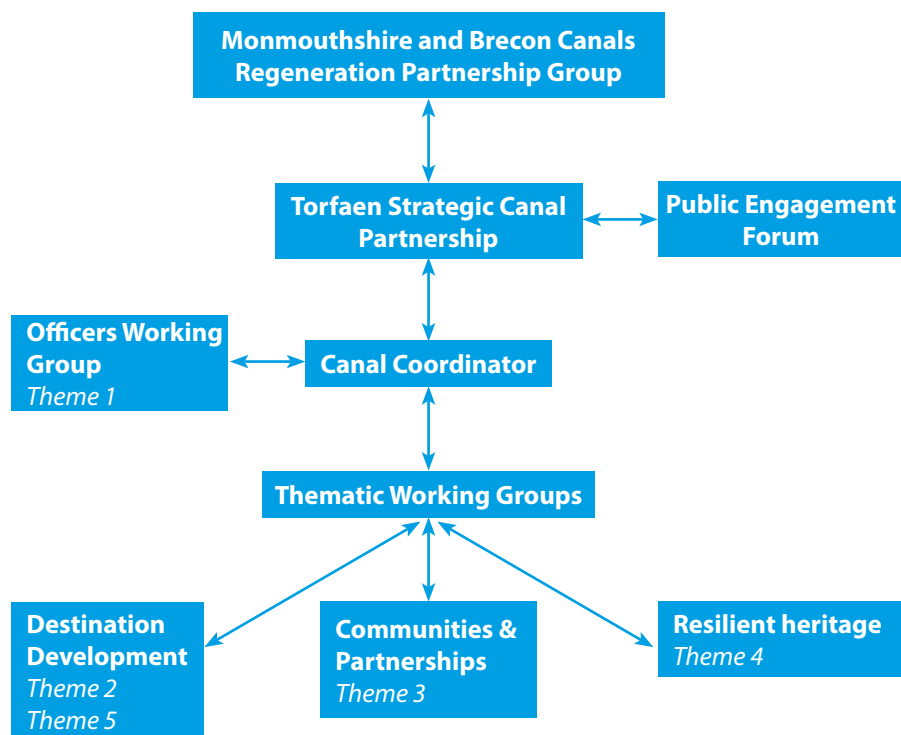 Monmouthshire and Brecon Canals
Regeneration Partnership Group
Torfaen Strategic Canal
Partnership
Public Engagement
Forum
Officers Working
Group
Theme 1
Canal Coordinator
Thematic Working Groups
Destination
Development
Theme 2
Theme 5
Communities &
Partnerships
Theme 3
Resilient heritage
Theme 4